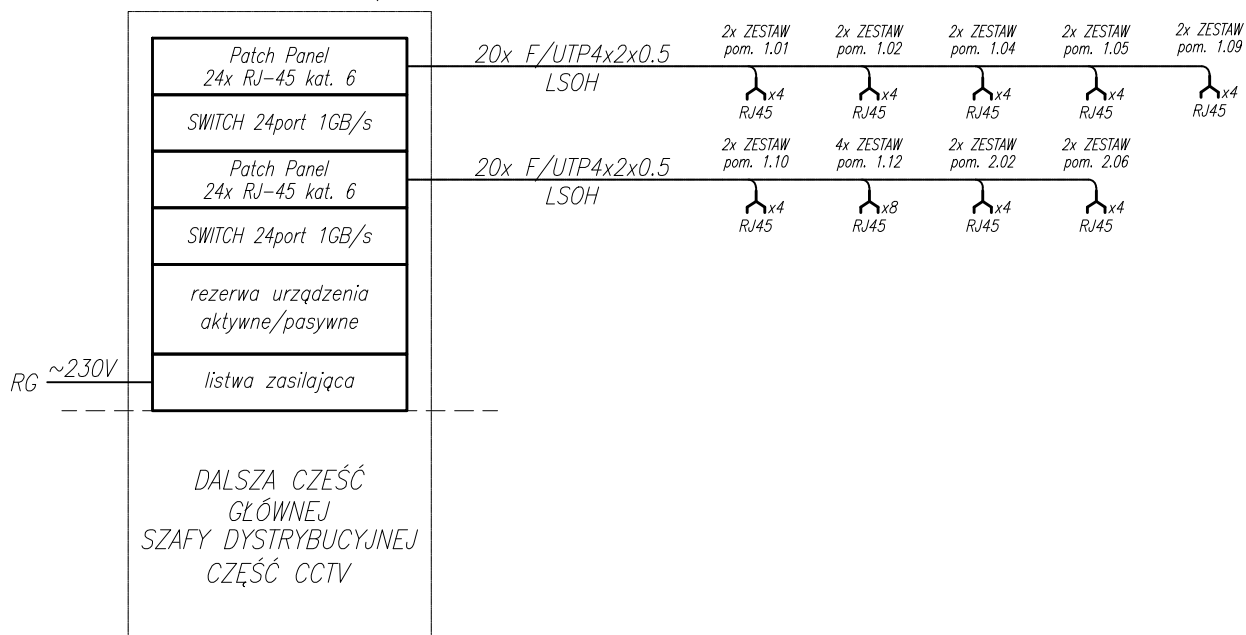 Patch Panel
24x RJ-45 kat. 6
SWITCH 24port 1GB/s
Patch Panel
24x RJ-45 kat. 6
SWITCH 24port 1GB/s
rezerwa urządzenia
aktywne/pasywne
listwa zasilająca
RG ~230V
DALSZA CZEŚĆ
GŁÓWNEJ
SZAFY DYSTRYBUCYJNEJ
CZĘŚĆ CCTV
20x F/UTP4x2x0.5
LSOH
2x ZESTAW
pom. 1.01
x4
RJ45
2x ZESTAW
pom. 1.02
x4
RJ45
2x ZESTAW
pom. 1.04
x4
RJ45
2x ZESTAW
pom. 1.05
x4
RJ45
2x ZESTAW
pom. 1.09
x4
RJ45
20x F/UTP4x2x0.5
LSOH
2x ZESTAW
pom. 1.10
x4
RJ45
4x ZESTAW
pom. 1.12
x8
RJ45
2x ZESTAW
pom. 2.02
x4
RJ45
2x ZESTAW
pom. 2.06
x4
RJ45